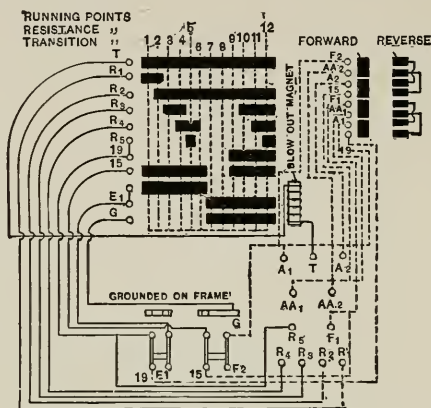 RUNNING POINTS
RESISTANCE "
TRANSITION "
1 2 3 4 5 6 7 8 9 10 11 12
FORWARD REVERSE
T
R1
R2
R3
R4
R5
19
15
E1
G
F2
AA2
A2
15
F1
AA1
A1
19
BLOW OUT MAGNET
A1 T A2
AA1 AA2
GROUNDED ON FRAME
G
R5 F1
R4 R3 R2 R1
19 E1 15 F2